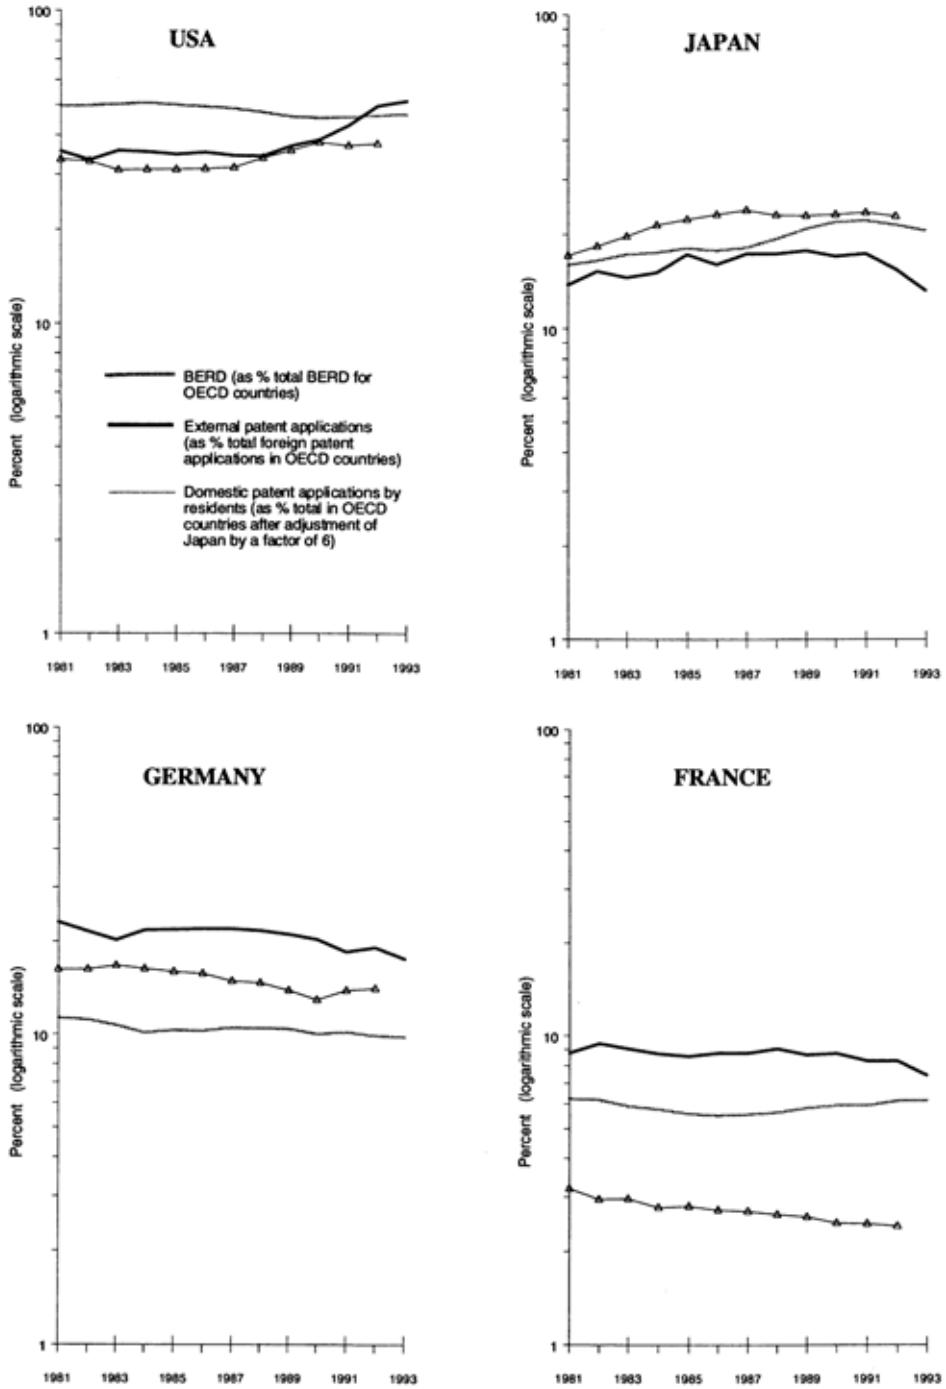 USA
100
10
1
Percent (logarithmic scale)
BERD (as % total BERD for
OECD countries)
External patent applications
(as % total foreign patent
applications in OECD countries)
Domestic patent applications by
residents (as % total in OECD
countries after adjustment of
Japan by a factor of 6)
1981 1983 1985 1987 1989 1991 1993
JAPAN
100
10
1
Percent (logarithmic scale)
1981 1983 1985 1987 1989 1991 1993
GERMANY
100
10
1
Percent (logarithmic scale)
1981 1983 1985 1987 1989 1991 1993
FRANCE
100
10
1
Percent (logarithmic scale)
1981 1983 1985 1987 1989 1991 1993